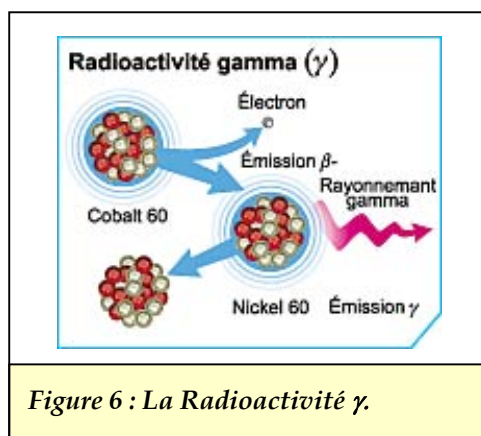 Radioactivité gamma (γ)
Électron
e
Émission β-
Rayonnemant
gamma
Cobalt 60
Nickel 60
Émission γ
Figure 6 : La Radioactivité γ.